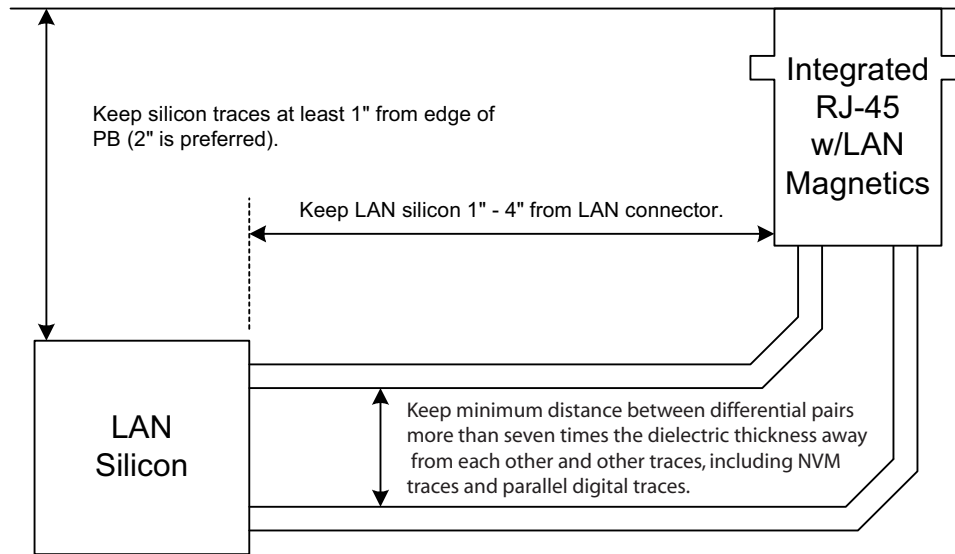 Integrated
RJ-45
w/LAN
Magnetics
Keep silicon traces at least 1" from edge of
PB (2" is preferred).
Keep LAN silicon 1" - 4" from LAN connector.
LAN
Silicon
Keep minimum distance between differential pairs
more than seven times the dielectric thickness away
from each other and other traces, including NVM
traces and parallel digital traces.